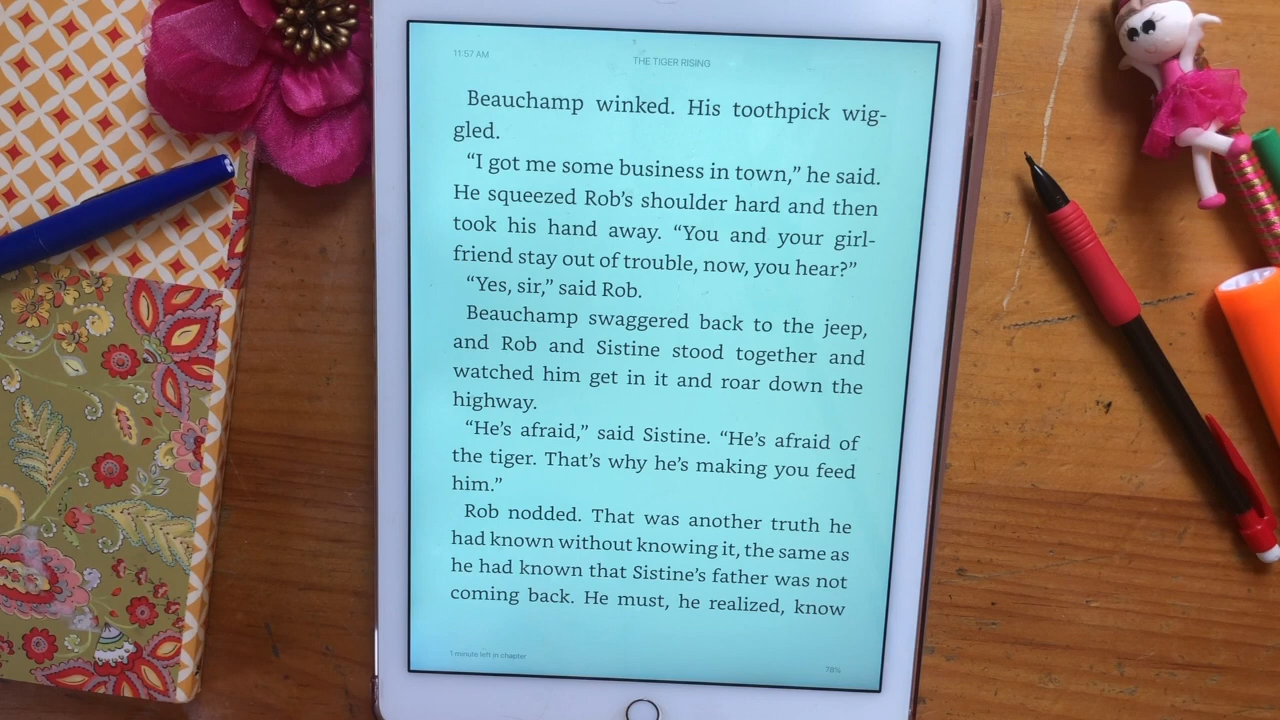 11:57 AM
THE TIGER RISING
Beauchamp winked. His toothpick wig-
gled.
“I got me some business in town,” he said.
He squeezed Rob’s shoulder hard and then
took his hand away. “You and your girl-
friend stay out of trouble, now, you hear?”
“Yes, sir,” said Rob.
Beauchamp swaggered back to the jeep,
and Rob and Sistine stood together and
watched him get in it and roar down the
highway.
“He’s afraid,” said Sistine. “He’s afraid of
the tiger. That’s why he’s making you feed
him.”
Rob nodded. That was another truth he
had known without knowing it, the same as
he had known that Sistine’s father was not
coming back. He must, he realized, know
1 minute left in chapter
78%